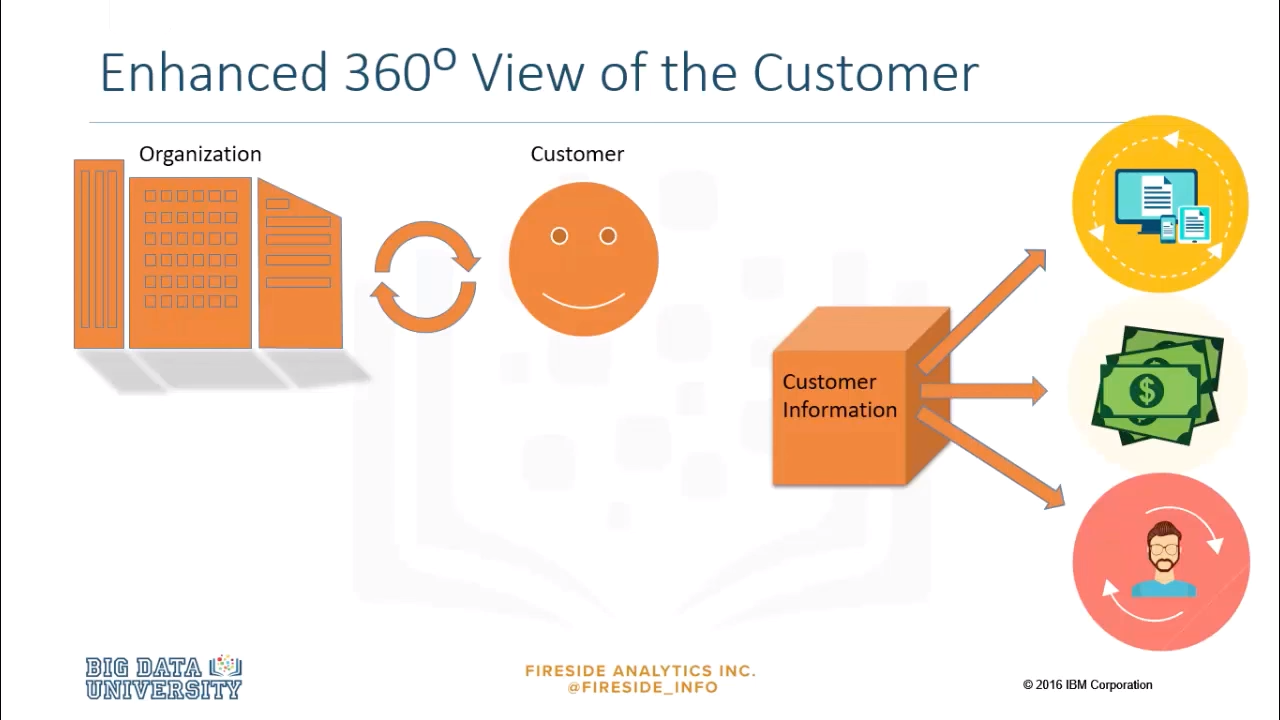 Enhanced 360º View of the Customer
Organization
Customer
Customer
Information
$
BIG DATA
UNIVERSITY
FIRESIDE ANALYTICS INC.
@FIRESIDE_INFO
© 2016 IBM Corporation